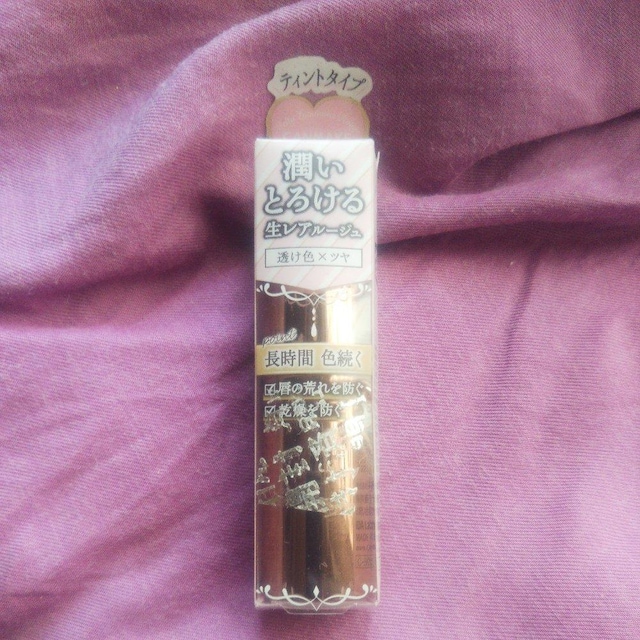 ティントタイプ
潤い
とろける
生レアルージュ
透け色×ツヤ
point
長時間 色続く
☑唇の荒れを防ぐ
☑乾燥を防ぐ